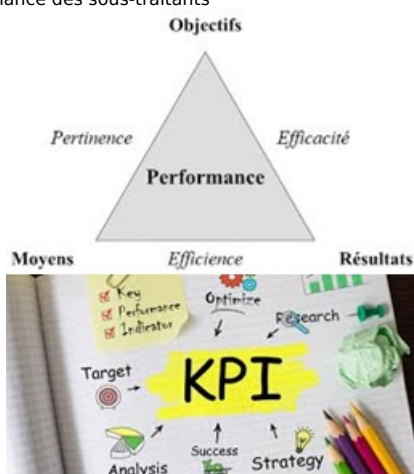 des sous-traitants
Objectifs
Pertinence Efficacité
Performance
Moyens Efficience Résultats
Key
Performance
Indicator
Optimize
Research
Target
KPI
Analysis
Success
Strategy